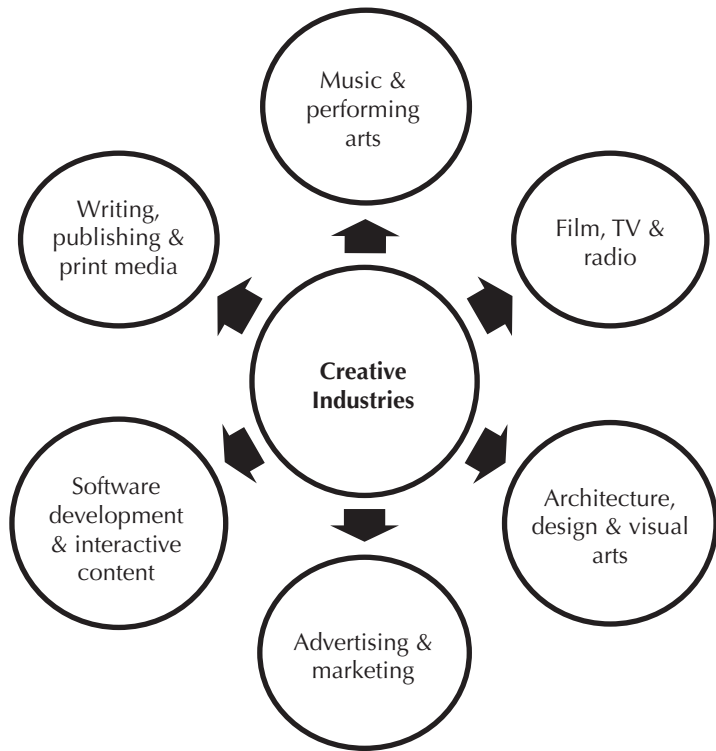 Music &
performing
arts
Writing,
publishing &
print media
Film, TV &
radio
Creative
Industries
Software
development
& interactive
content
Architecture,
design & visual
arts
Advertising &
marketing